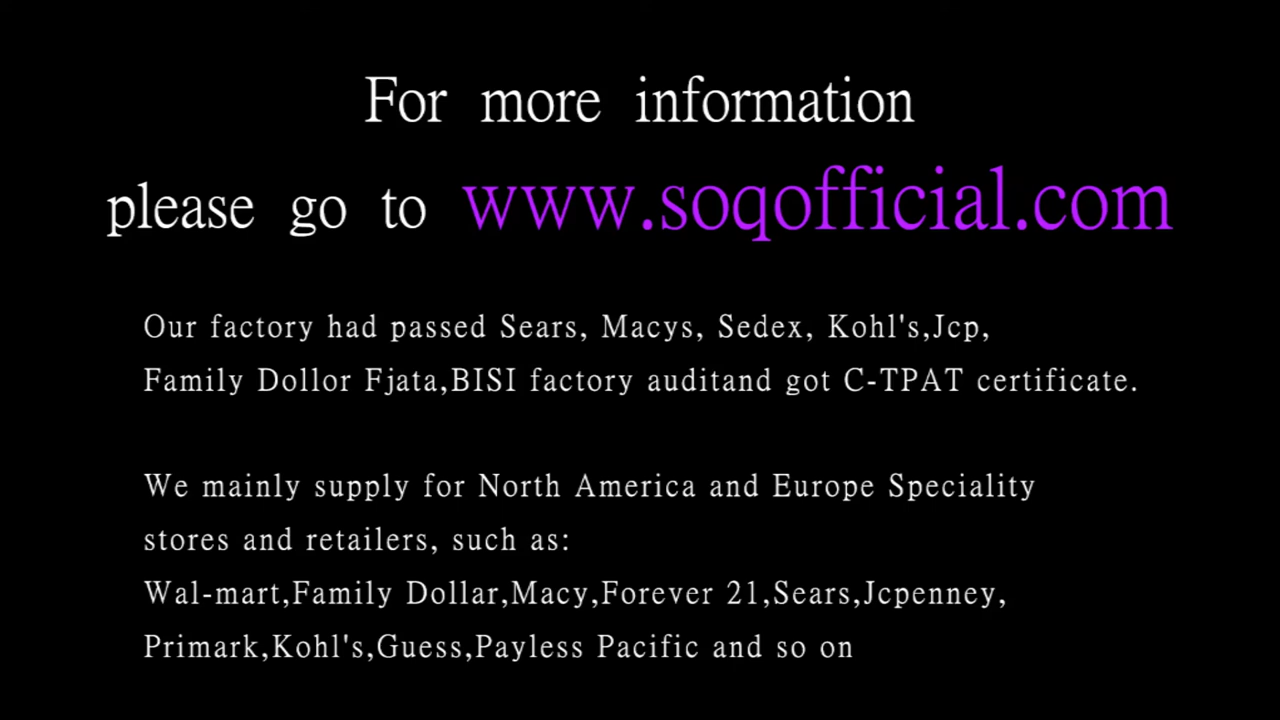 For more information
please go to www.soqofficial.com
Our factory had passed Sears, Macys, Sedex, Kohl's,Jcp,
Family Dollor Fjata,BISI factory auditand got C-TPAT certificate.
We mainly supply for North America and Europe Speciality
stores and retailers, such as:
Wal-mart,Family Dollar,Macy,Forever 21,Sears,Jcpenney,
Primark,Kohl's,Guess,Payless Pacific and so on